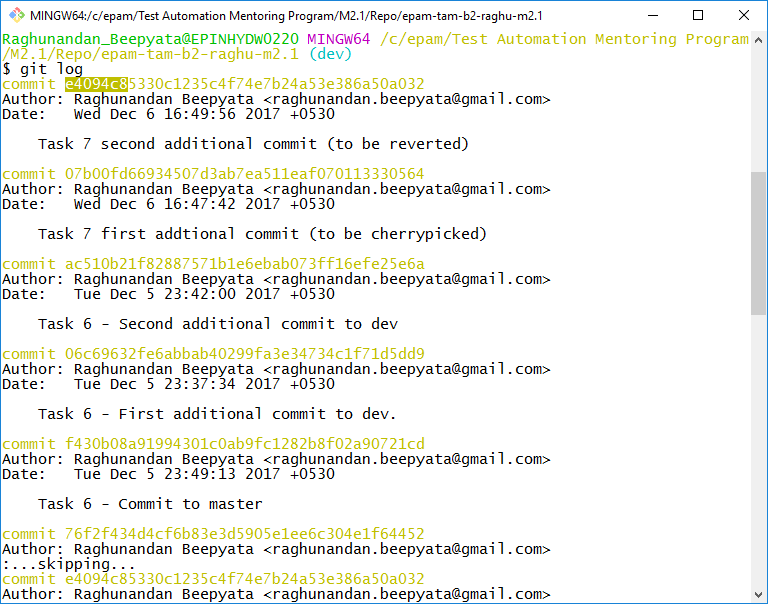 MINGW64:/c/epam/Test Automation Mentoring Program/M2.1/Repo/epam-tam-b2-raghu-m2.1
Raghunandan_Beepyata@EPINHYDW0220 MINGW64 /c/epam/Test Automation Mentoring Program
/M2.1/Repo/epam-tam-b2-raghu-m2.1 (dev)
$ git log
commit e4094c85330c1235c4f74e7b24a53e386a50a032
Author: Raghunandan Beepyata <raghunandan.beepyata@gmail.com>
Date:   Wed Dec 6 16:49:56 2017 +0530
    Task 7 second additional commit (to be reverted)
commit 07b00fd66934507d3ab7ea511eaf070113330564
Author: Raghunandan Beepyata <raghunandan.beepyata@gmail.com>
Date:   Wed Dec 6 16:47:42 2017 +0530
    Task 7 first addtional commit (to be cherrypicked)
commit ac510b21f82887571b1e6ebab073ff16efe25e6a
Author: Raghunandan Beepyata <raghunandan.beepyata@gmail.com>
Date:   Tue Dec 5 23:42:00 2017 +0530
    Task 6 - Second additional commit to dev
commit 06c69632fe6abbab40299fa3e34734c1f71d5dd9
Author: Raghunandan Beepyata <raghunandan.beepyata@gmail.com>
Date:   Tue Dec 5 23:37:34 2017 +0530
    Task 6 - First additional commit to dev.
commit f430b08a91994301c0ab9fc1282b8f02a90721cd
Author: Raghunandan Beepyata <raghunandan.beepyata@gmail.com>
Date:   Tue Dec 5 23:49:13 2017 +0530
    Task 6 - Commit to master
commit 76f2f434d4cf6b83e3d5905e1ee6c304e1f64452
Author: Raghunandan Beepyata <raghunandan.beepyata@gmail.com>
:...skipping...
commit e4094c85330c1235c4f74e7b24a53e386a50a032
Author: Raghunandan Beepyata <raghunandan.beepyata@gmail.com>